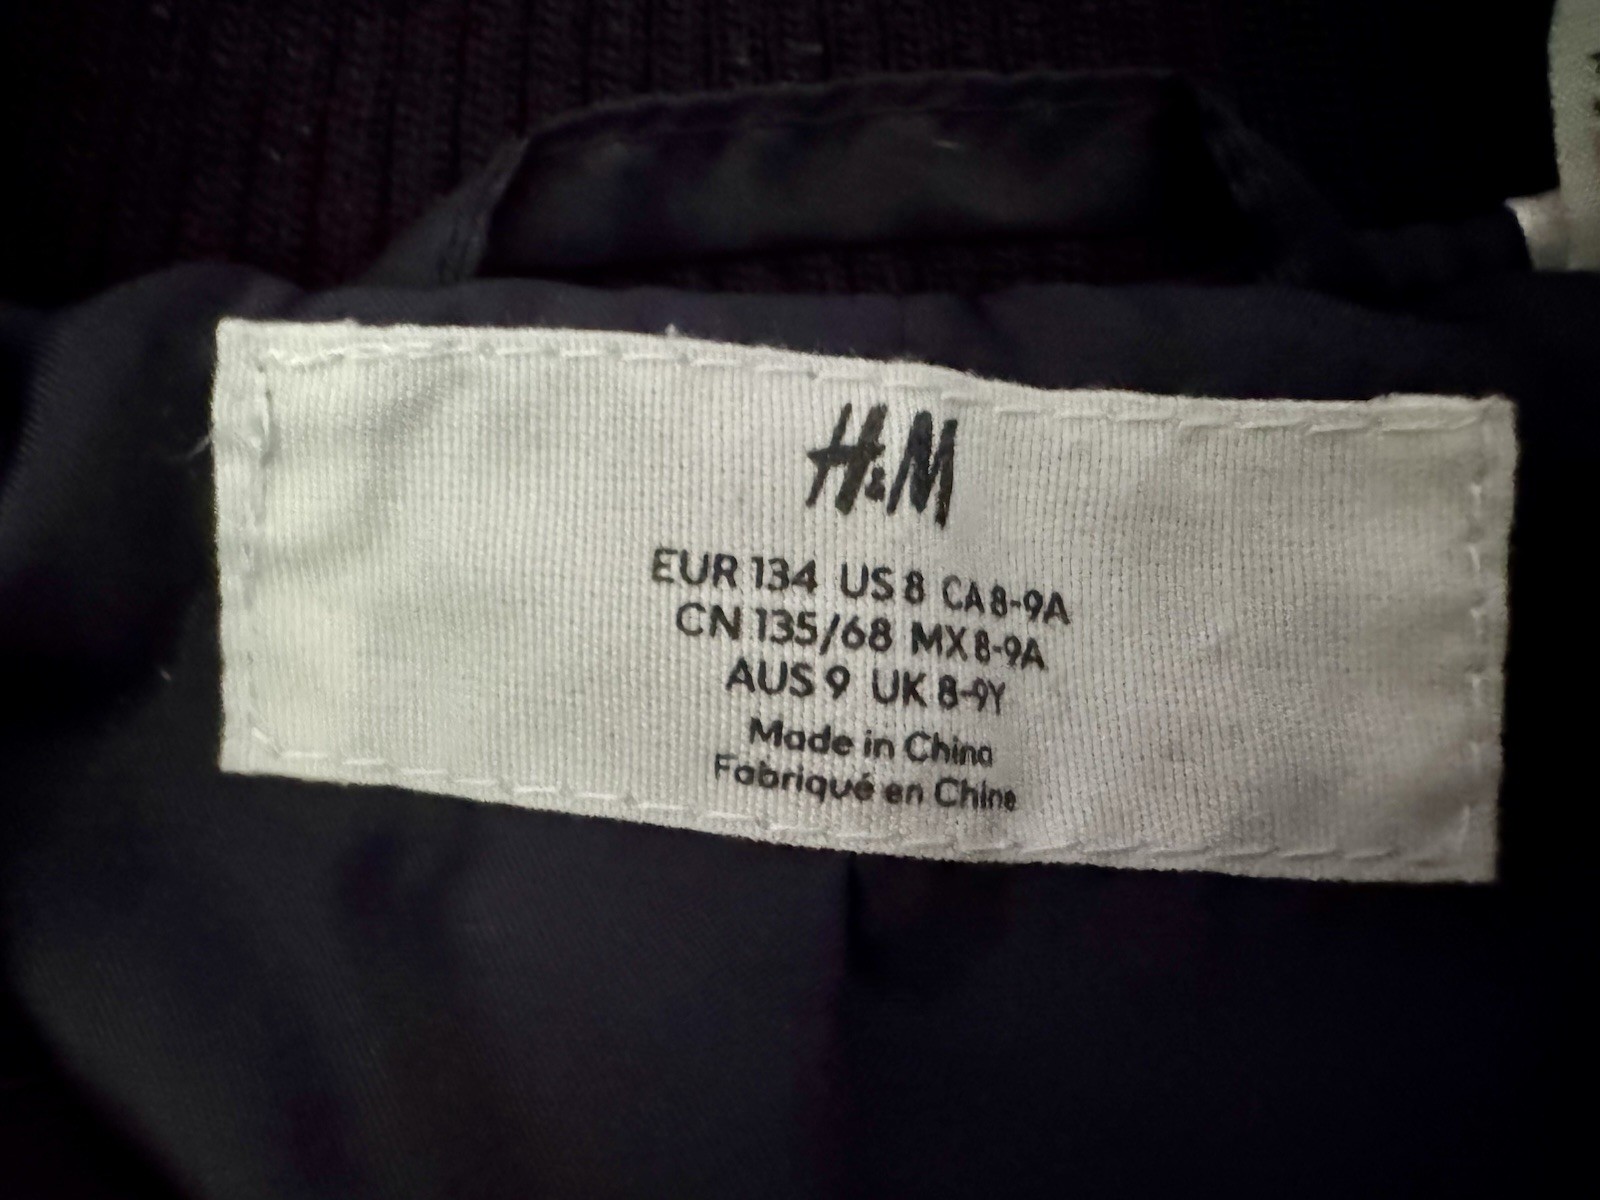 H&M
EUR 134 US 8 CA 8-9A
CN 135/68 MX 8-9A
AUS 9 UK 8-9Y
Made in China
Fabriqué en Chine